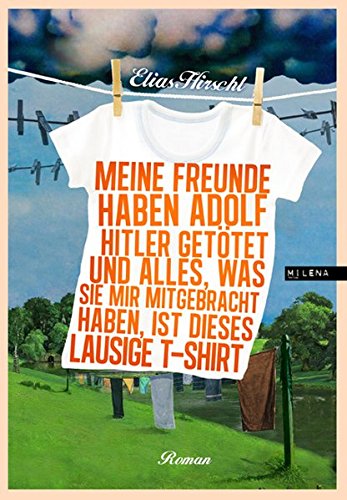 Elias Hirschl
MEINE FREUNDE
HABEN ADOLF
HITLER GETÖTET
UND ALLES, WAS
SIE MIR MITGEBRACHT
HABEN, IST DIESES
LAUSIGE T-SHIRT
MILENA
Roman